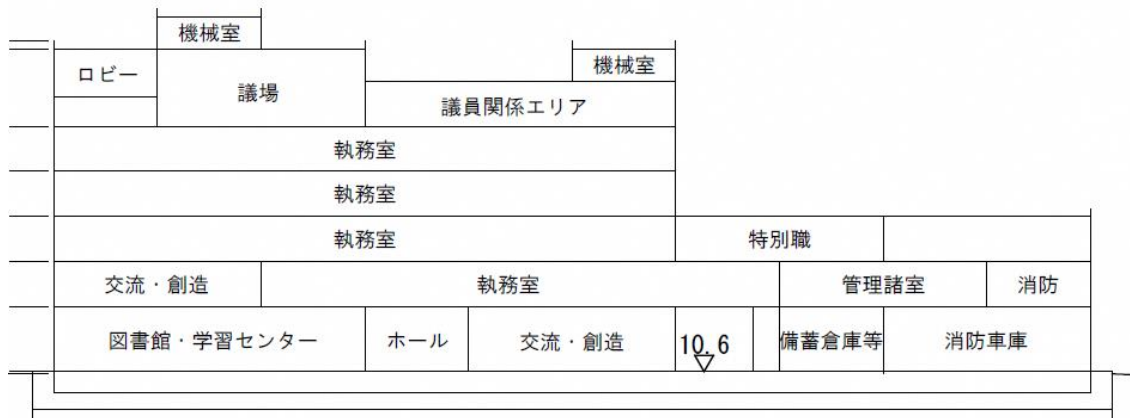 機械室
ロビー
議場
機械室
議員関係エリア
執務室
執務室
執務室
特別職
交流・創造
執務室
管理諸室
消防
図書館・学習センター
ホール
交流・創造
10.6
備蓄倉庫等
消防車庫